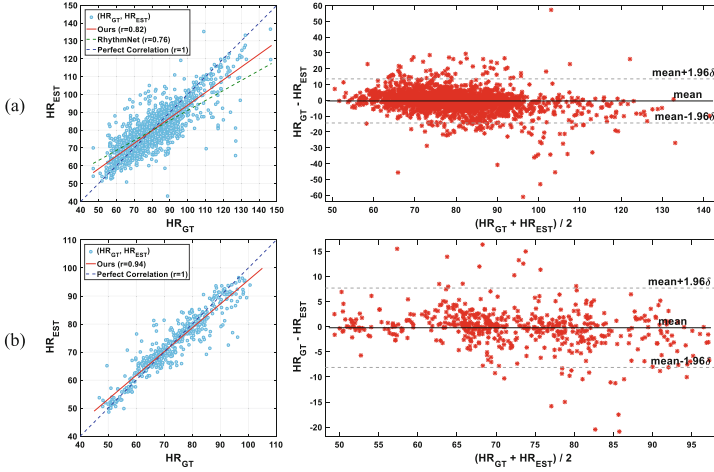 (a)
150
140
130
120
110
100
90
80
70
60
50
40
HR_EST
(HR_GT, HR_EST)
Ours (r=0.82)
RhythmNet (r=0.76)
Perfect Correlation (r=1)
40 50 60 70 80 90 100 110 120 130 140 150
HR_GT
60
50
40
30
20
10
0
-10
-20
-30
-40
-50
-60
HR_GT - HR_EST
mean+1.96δ
mean
mean-1.96δ
50 60 70 80 90 100 110 120 130 140
(HR_GT + HR_EST) / 2
(b)
110
100
90
80
70
60
50
40
HR_EST
(HR_GT, HR_EST)
Ours (r=0.94)
Perfect Correlation (r=1)
40 50 60 70 80 90 100 110
HR_GT
15
10
5
0
-5
-10
-15
-20
HR_GT - HR_EST
mean+1.96δ
mean
mean-1.96δ
50 55 60 65 70 75 80 85 90 95
(HR_GT + HR_EST) / 2